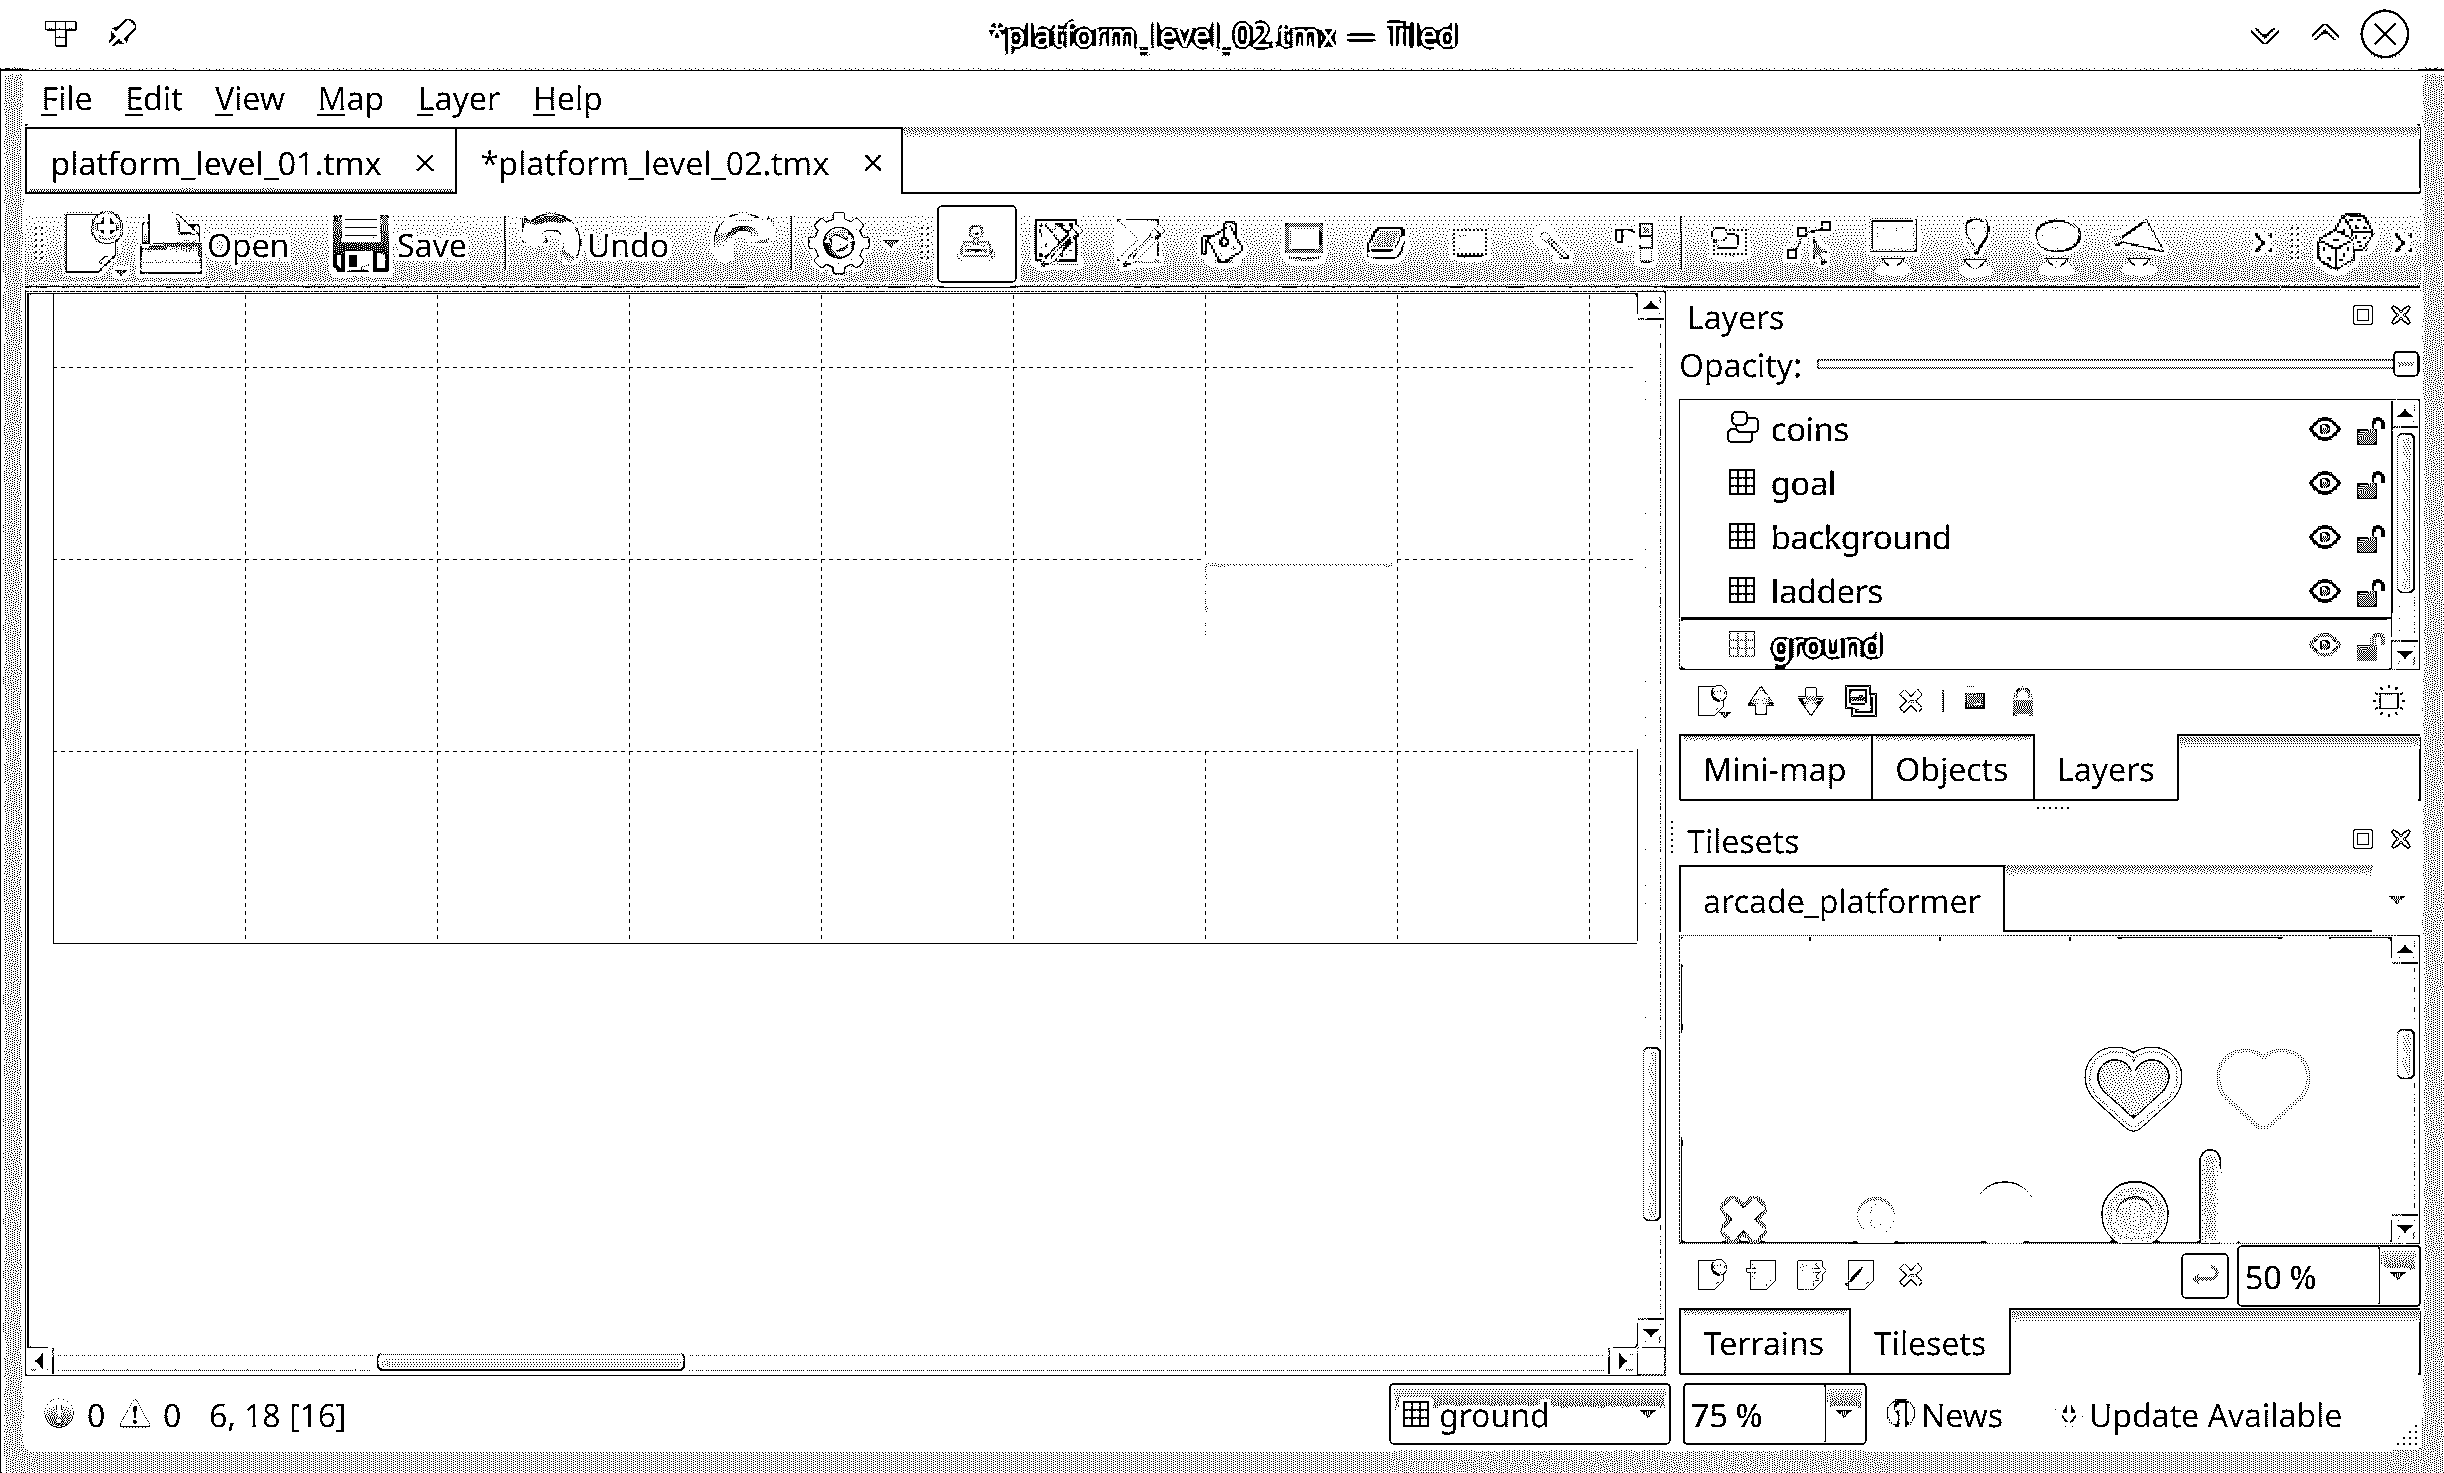 *platform_level_02.tmx — Tiled
File Edit View Map Layer Help
platform_level_01.tmx *platform_level_02.tmx
Open Save Undo
Layers
Opacity:
coins
goal
background
ladders
ground
Mini-map Objects Layers
Tilesets
arcade_platformer
50 %
Terrains Tilesets
0 0 6, 18 [16] ground 75 % News Update Available